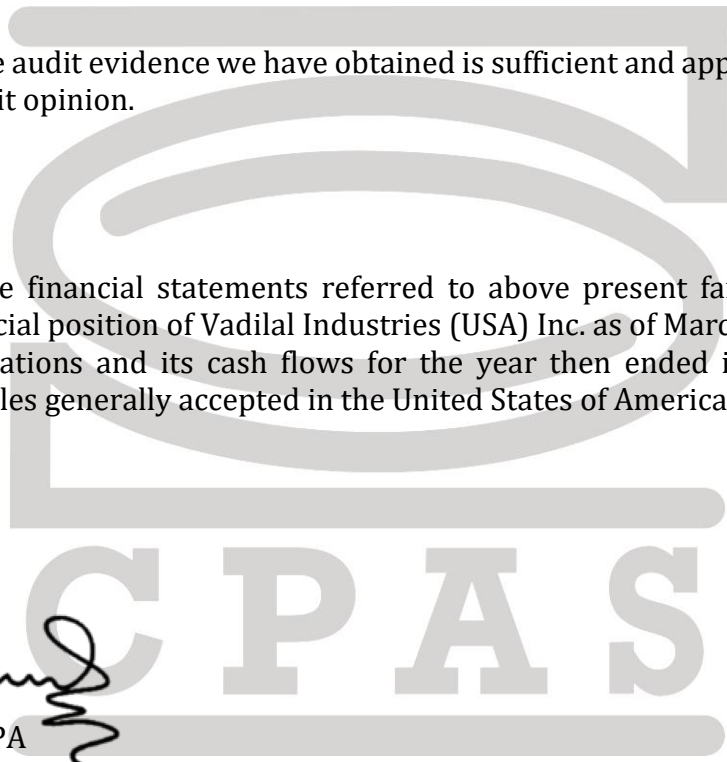 e audit evidence we have obtained is sufficient and app
it opinion.
e financial statements referred to above present fa
cial position of Vadilal Industries (USA) Inc. as of Marc
ations and its cash flows for the year then ended i
les generally accepted in the United States of America
CPAS
PA